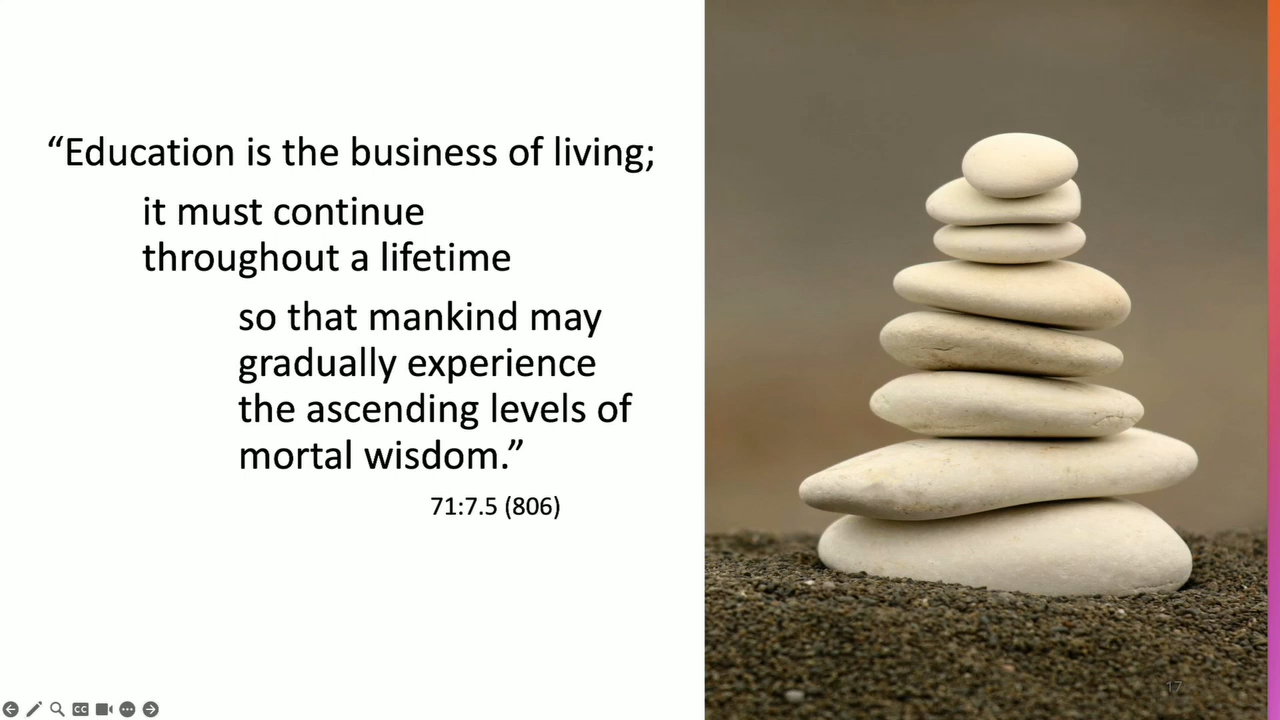 “Education is the business of living;
it must continue
throughout a lifetime
so that mankind may
gradually experience
the ascending levels of
mortal wisdom.”
71:7.5 (806)
17
CC